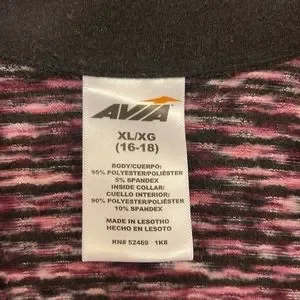 AVIA
XL/XG
(16-18)
BODY/CUERPO:
95% POLYESTER/POLIÉSTER
5% SPANDEX
INSIDE COLLAR/
CUELLO INTERIOR:
90% POLYESTER/POLIÉSTER
10% SPANDEX
MADE IN LESOTHO
HECHO EN LESOTO
RN# 52469 1K8